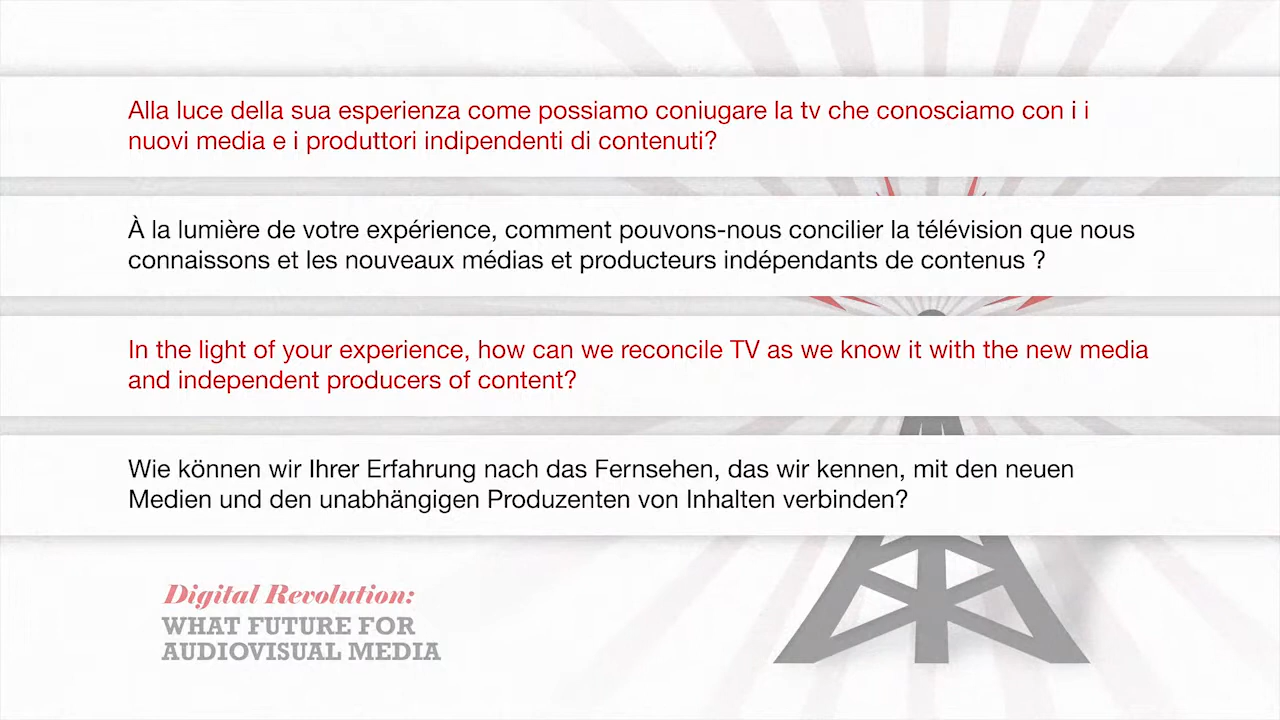 Alla luce della sua esperienza come possiamo coniugare la tv che conosciamo con i i
nuovi media e i produttori indipendenti di contenuti?
À la lumière de votre expérience, comment pouvons-nous concilier la télévision que nous
connaissons et les nouveaux médias et producteurs indépendants de contenus ?
In the light of your experience, how can we reconcile TV as we know it with the new media
and independent producers of content?
Wie können wir Ihrer Erfahrung nach das Fernsehen, das wir kennen, mit den neuen
Medien und den unabhängigen Produzenten von Inhalten verbinden?
Digital Revolution:
WHAT FUTURE FOR
AUDIOVISUAL MEDIA